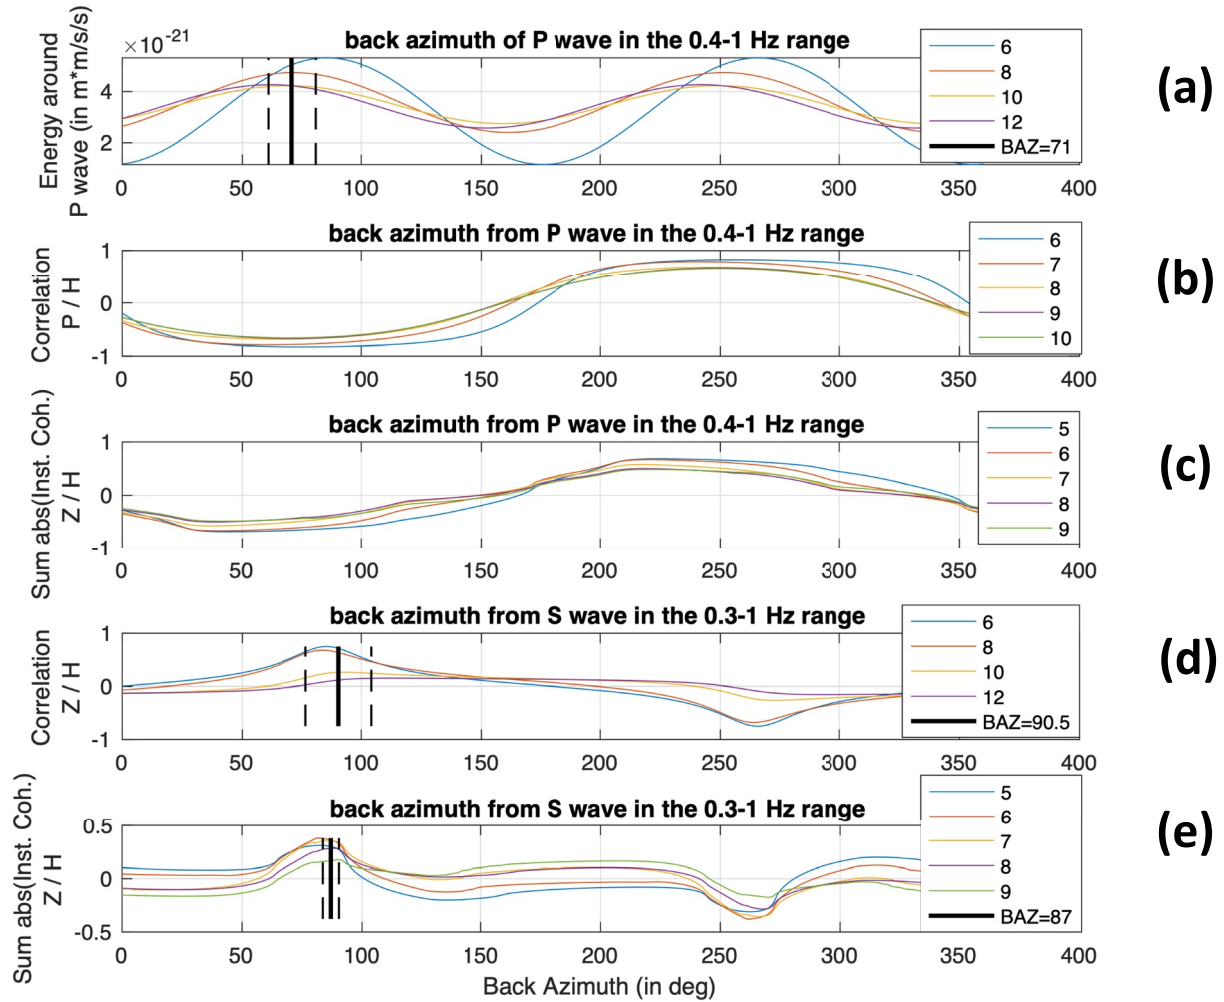 ×10-21
back azimuth of P wave in the 0.4-1 Hz range
Energy around
P wave (in m*m/s/s)
4
2
0 50 100 150 200 250 300 350 400
6
8
10
12
BAZ=71
(a)
back azimuth from P wave in the 0.4-1 Hz range
Correlation
P / H
1
0
-1
0 50 100 150 200 250 300 350 400
6
7
8
9
10
(b)
back azimuth from P wave in the 0.4-1 Hz range
Sum abs(Inst. Coh.)
Z / H
1
0
-1
0 50 100 150 200 250 300 350 400
5
6
7
8
9
(c)
back azimuth from S wave in the 0.3-1 Hz range
Correlation
Z / H
1
0
-1
0 50 100 150 200 250 300 350 400
6
8
10
12
BAZ=90.5
(d)
back azimuth from S wave in the 0.3-1 Hz range
Sum abs(Inst. Coh.)
Z / H
0.5
0
-0.5
0 50 100 150 200 250 300 350 400
Back Azimuth (in deg)
5
6
7
8
9
BAZ=87
(e)